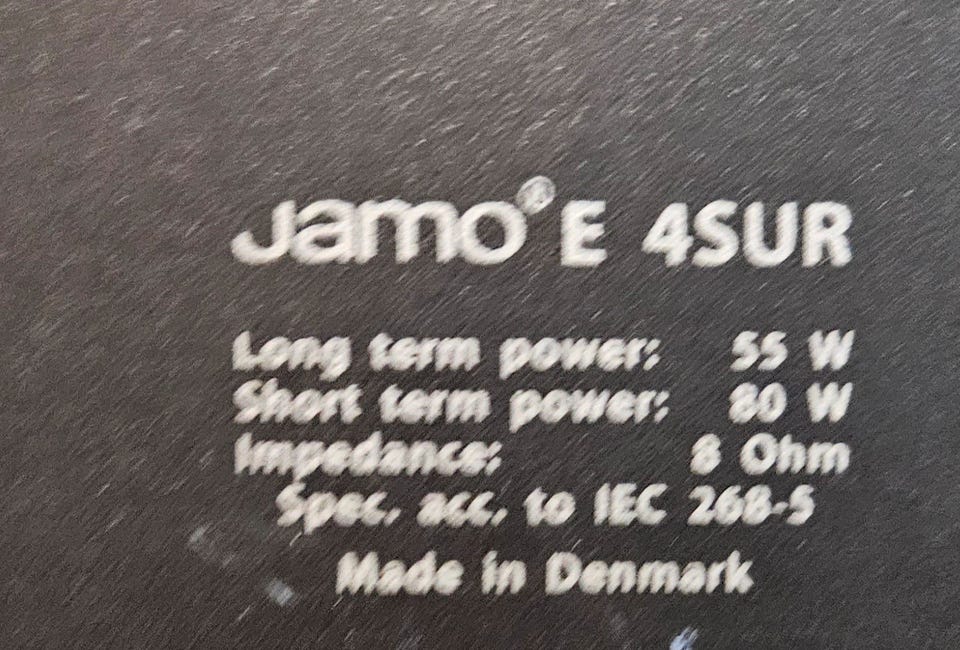 Jamo® E 4SUR
Long term power: 55 W
Short term power: 80 W
Impedance: 8 Ohm
Spec. acc. to IEC 268-5
Made in Denmark